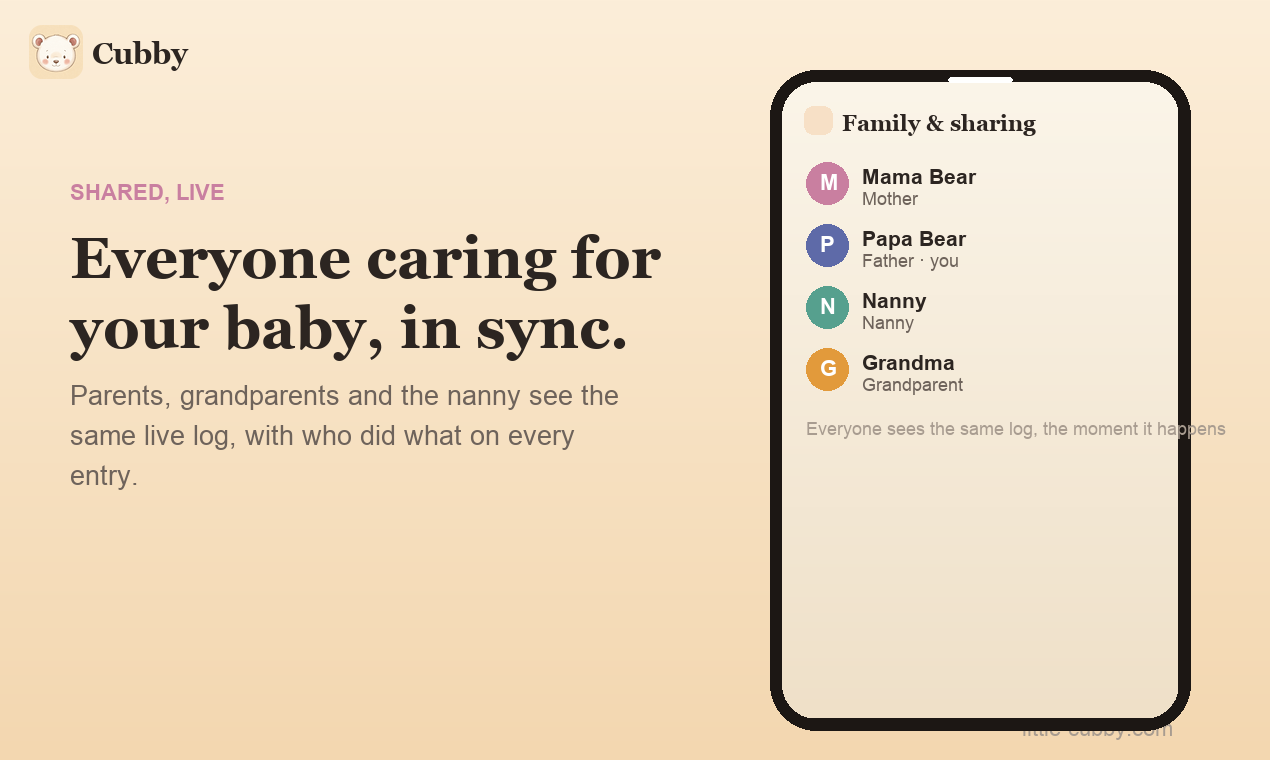 Cubby
SHARED, LIVE
Everyone caring for
your baby, in sync.
Parents, grandparents and the nanny see the
same live log, with who did what on every
entry.
Family & sharing
M
Mama Bear
Mother
P
Papa Bear
Father · you
N
Nanny
Nanny
G
Grandma
Grandparent
Everyone sees the same log, the moment it happens
little-cubby.com